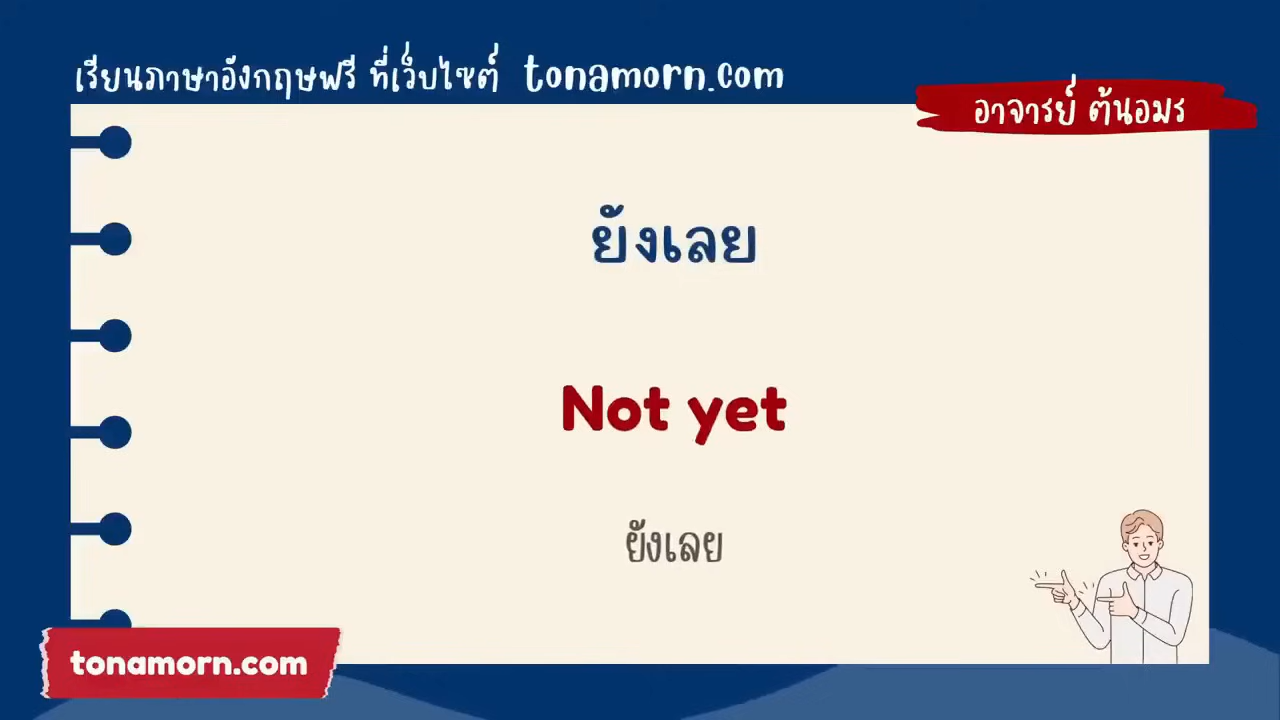 เรียนภาษาอังกฤษฟรี ที่เว็บไซต์ tonamorn.com
อาจารย์ ต้นอมร
ยังเลย
Not yet
ยังเลย
tonamorn.com